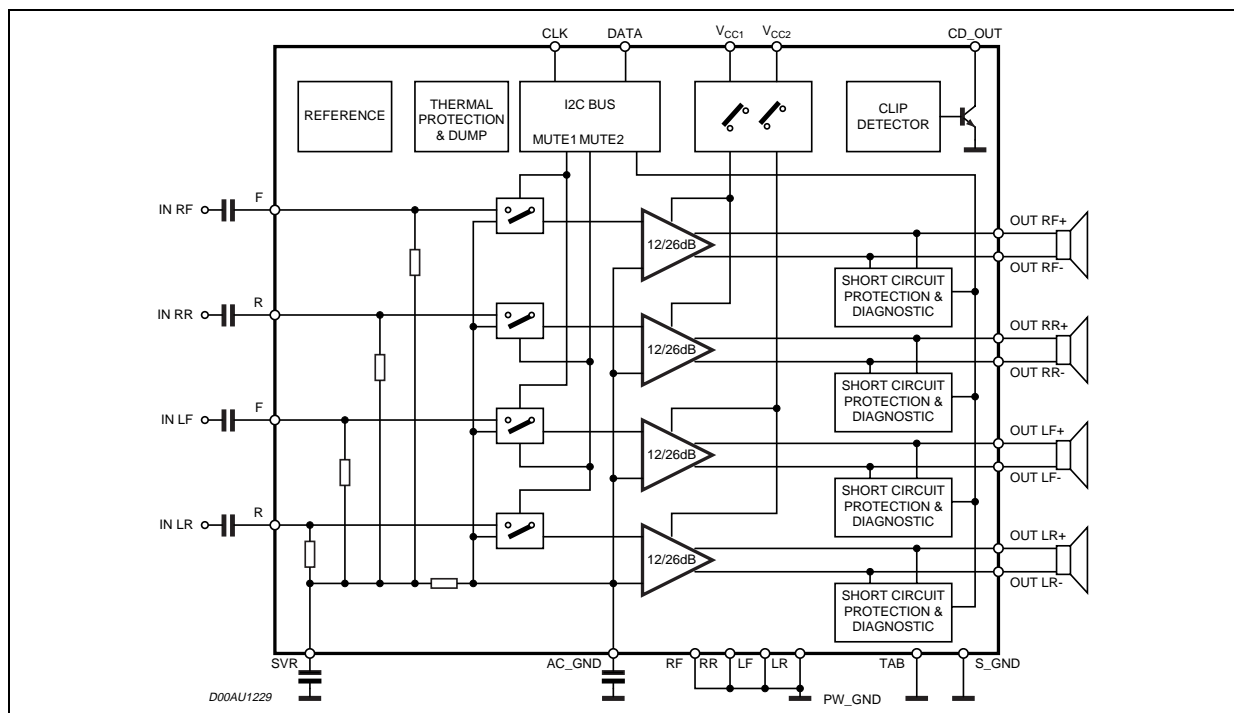 CLK DATA VCC1 VCC2 CD_OUT
REFERENCE
THERMAL
PROTECTION
& DUMP
I2C BUS
MUTE1 MUTE2
CLIP
DETECTOR
IN RF F
12/26dB
OUT RF+
OUT RF-
SHORT CIRCUIT
PROTECTION &
DIAGNOSTIC
IN RR R
12/26dB
OUT RR+
OUT RR-
SHORT CIRCUIT
PROTECTION &
DIAGNOSTIC
IN LF F
12/26dB
OUT LF+
OUT LF-
SHORT CIRCUIT
PROTECTION &
DIAGNOSTIC
IN LR R
12/26dB
OUT LR+
OUT LR-
SHORT CIRCUIT
PROTECTION &
DIAGNOSTIC
SVR AC_GND RF RR LF LR TAB S_GND
D00AU1229 PW_GND